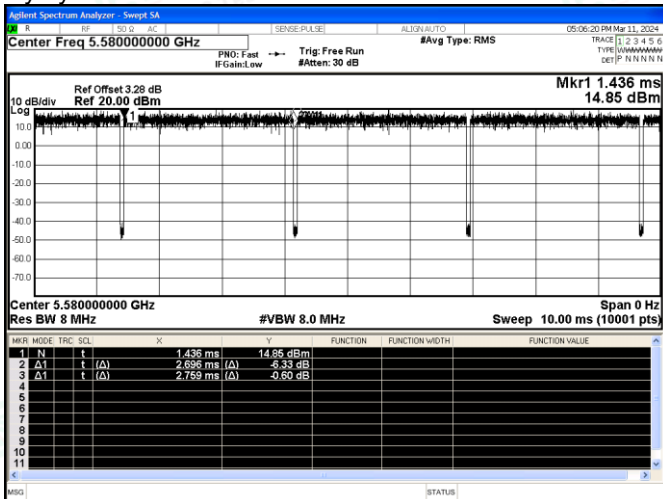 Agilent Spectrum Analyzer - Swept SA
R RF 50 Ω AC SENSE:PULSE ALIGN AUTO 05:06:20 PM Mar 11, 2024
Center Freq 5.580000000 GHz #Avg Type: RMS TRACE 1 2 3 4 5 6
PNO: Fast Trig: Free Run TYPE
IFGain:Low #Atten: 30 dB DET P N N N N N
Mkr1 1.436 ms
Ref Offset 3.28 dB
10 dB/div Ref 20.00 dBm 14.85 dBm
Log
1
10.0
0.00
-10.0
-20.0
-30.0
-40.0
-50.0
-60.0
-70.0
Center 5.580000000 GHz Span 0 Hz
Res BW 8 MHz #VBW 8.0 MHz Sweep 10.00 ms (10001 pts)
MKR MODE TRC SCL X Y FUNCTION FUNCTION WIDTH FUNCTION VALUE
1 N t 1.436 ms 14.85 dBm
2 Δ1 t (Δ) 2.696 ms (Δ) -6.33 dB
3 Δ1 t (Δ) 2.759 ms (Δ) -0.60 dB
4
5
6
7
8
9
10
11
MSG STATUS